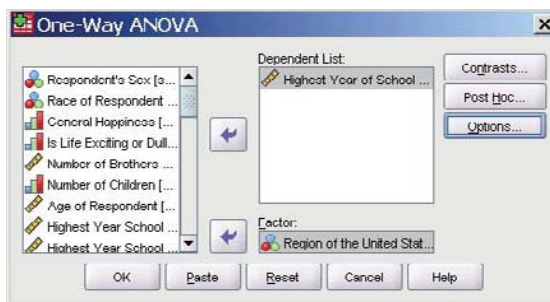 One-Way ANOVA
Respondent's Sox [s...
Race of Respondent ...
General Happiness [...
Is Life Exciting or Dull...
Number of Brothers ...
Number of Children [...
Age of Respondent [...
Highest Year School ...
Highest Year School ...
Dependent List:
Highest Year of School ...
Factor:
Region of the United Stat...
Contrasts...
Post Hoc...
Options...
OK
Paste
Reset
Cancel
Help